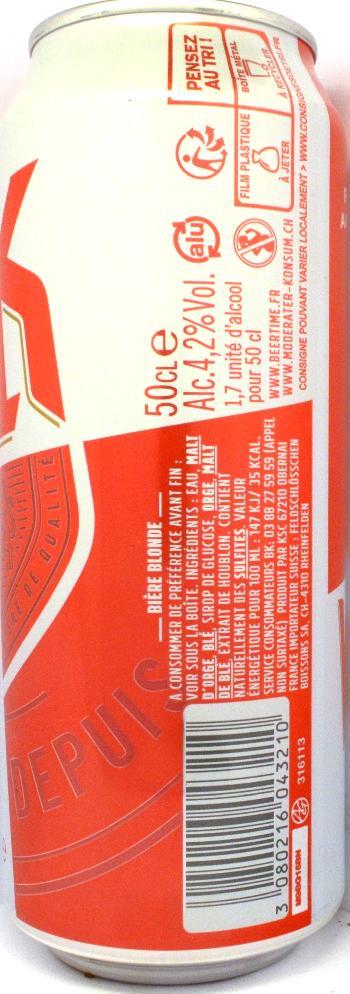 50CL e
Alc.4,2%Vol.
1,7 unité d'alcool
pour 50 cl
alu
PENSEZ
AU TRI !
BOÎTE MÉTAL
À RECYCLER
FILM PLASTIQUE
À JETER
WWW.BEERTIME.FR
WWW.MODERATER-KONSUM.CH
CONSIGNE POUVANT VARIER LOCALEMENT > WWW.CONSIGNESDETRI.FR
BIÈRE BLONDE
À CONSOMMER DE PRÉFÉRENCE AVANT FIN :
VOIR SOUS LA BOÎTE. INGRÉDIENTS : EAU, MALT
D'ORGE, BLÉ, SIROP DE GLUCOSE, ORGE, MALT
DE BLÉ, EXTRAIT DE HOUBLON. CONTIENT
NATURELLEMENT DES SULFITES. VALEUR
ÉNERGÉTIQUE POUR 100 ML : 147 KJ/ 35 KCAL.
SERVICE CONSOMMATEURS BK: 03 88 27 59 59 (APPEL
NON SURTAXÉ) PRODUIT PAR K-S, 67210 OBERNAI
FRANCE IMPORTATEUR SUISSE : FELDSCHLÖSSCHEN
BOISSONS SA, CH-4310 RHEINFELDEN
DE QUALITÉ
DEPUIS
3 080216 043210
316113